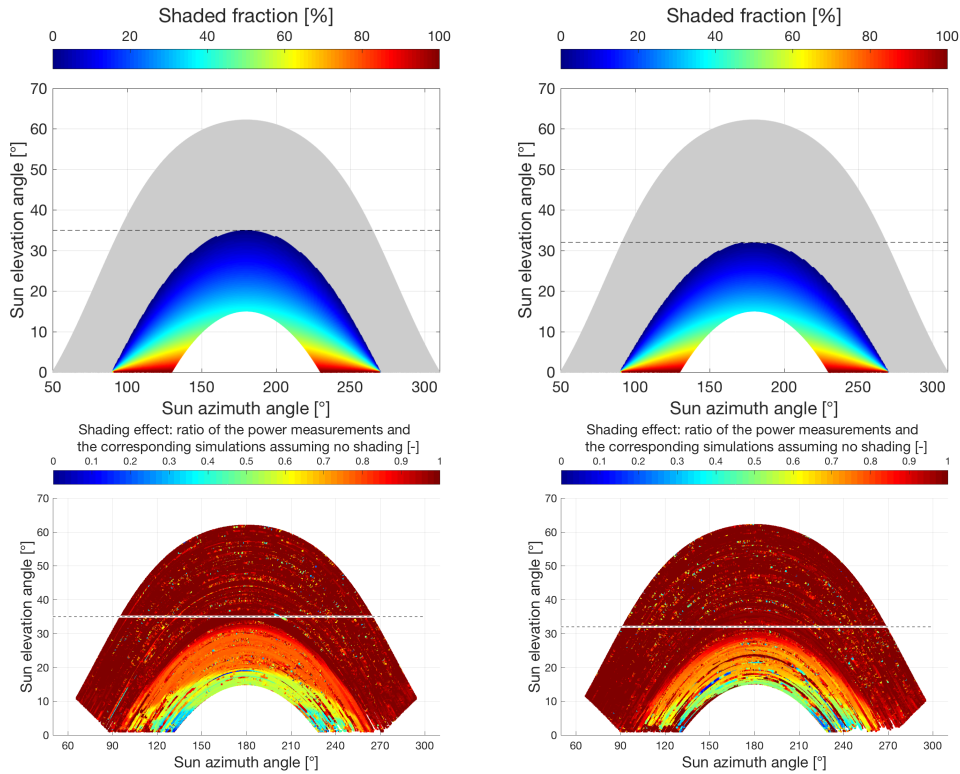 Shaded fraction [%]
0 20 40 60 80 100
70
60
50
40
30
20
10
0
Sun elevation angle [°]
50 100 150 200 250 300
Sun azimuth angle [°]
Shaded fraction [%]
0 20 40 60 80 100
70
60
50
40
30
20
10
0
Sun elevation angle [°]
50 100 150 200 250 300
Sun azimuth angle [°]
Shading effect: ratio of the power measurements and
the corresponding simulations assuming no shading [-]
0 0.1 0.2 0.3 0.4 0.5 0.6 0.7 0.8 0.9 1
70
60
50
40
30
20
10
0
Sun elevation angle [°]
60 90 120 150 180 210 240 270 300
Sun azimuth angle [°]
Shading effect: ratio of the power measurements and
the corresponding simulations assuming no shading [-]
0 0.1 0.2 0.3 0.4 0.5 0.6 0.7 0.8 0.9 1
70
60
50
40
30
20
10
0
Sun elevation angle [°]
60 90 120 150 180 210 240 270 300
Sun azimuth angle [°]